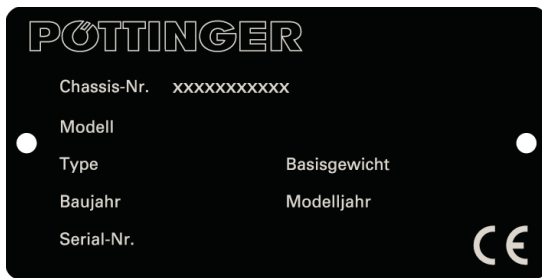 PÖTTINGER
Chassis-Nr. xxxxxxxxxxx
Modell
Type Basisgewicht
Baujahr Modelljahr
Serial-Nr.
CE